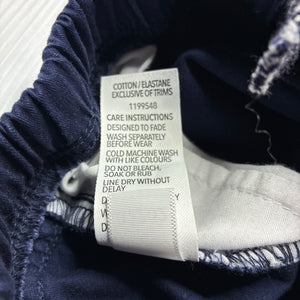 COTTON/ELASTANE
EXCLUSIVE OF TRIMS
1199548
CARE INSTRUCTIONS
DESIGNED TO FADE
WASH SEPARATELY
BEFORE WEAR
COLD MACHINE WASH
WITH LIKE COLOURS
DO NOT BLEACH,
SOAK OR RUB
LINE DRY WITHOUT
DELAY